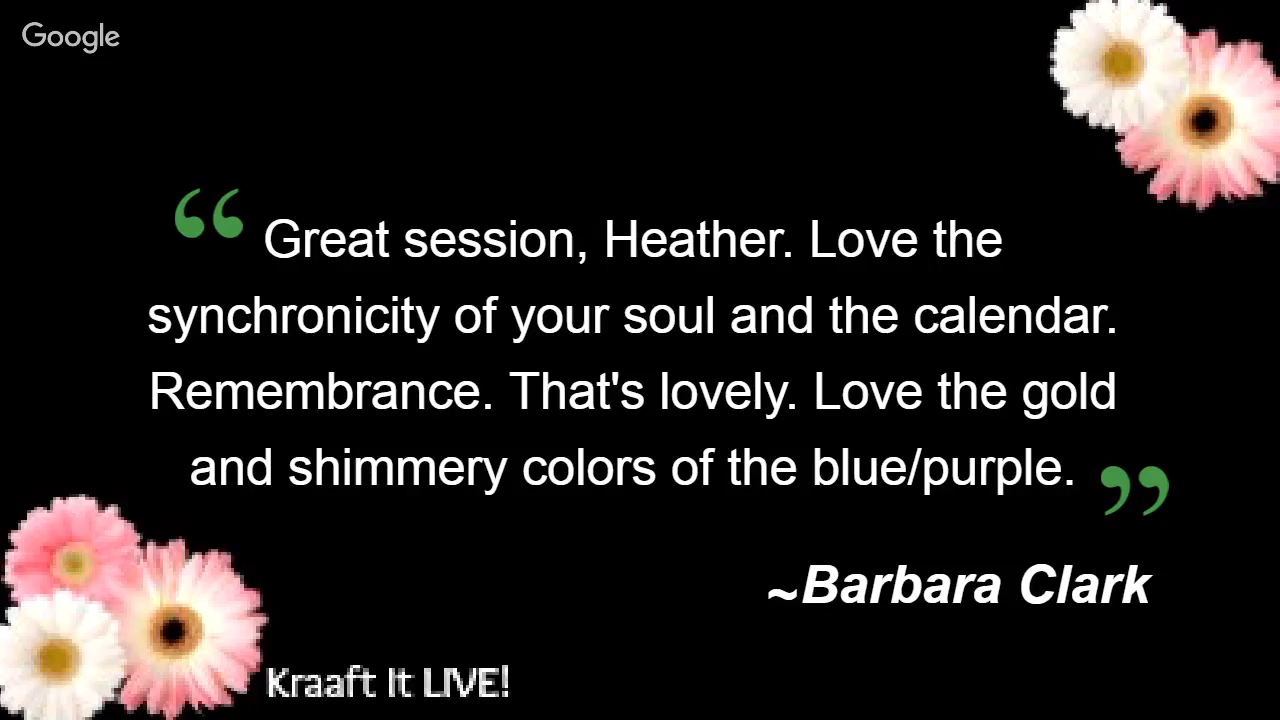 Google
“ Great session, Heather. Love the
synchronicity of your soul and the calendar.
Remembrance. That's lovely. Love the gold
and shimmery colors of the blue/purple. ”
~Barbara Clark
Kraaft It LIVE!